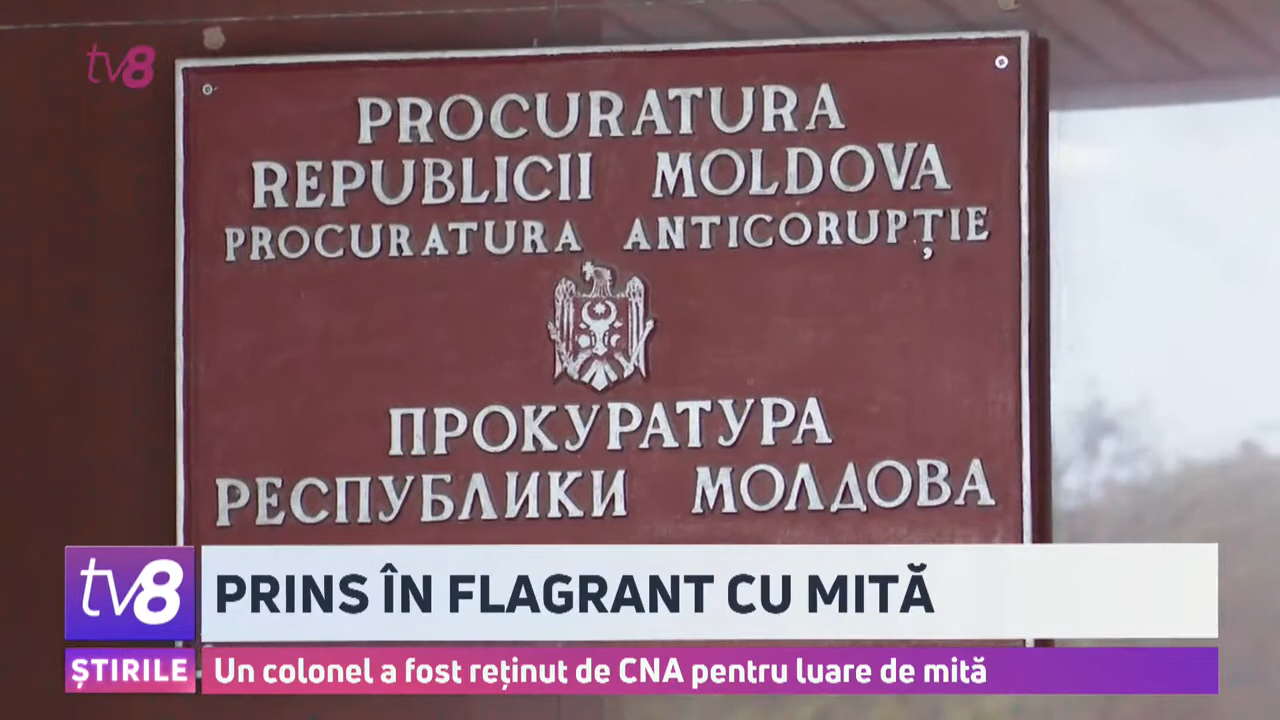 tv8
PROCURATURA
REPUBLICII MOLDOVA
PROCURATURA ANTICORUPȚIE
ПРОКУРАТУРА
РЕСПУБЛИКИ МОЛДОВА
tv8
PRINS ÎN FLAGRANT CU MITĂ
ȘTIRILE
Un colonel a fost reținut de CNA pentru luare de mită